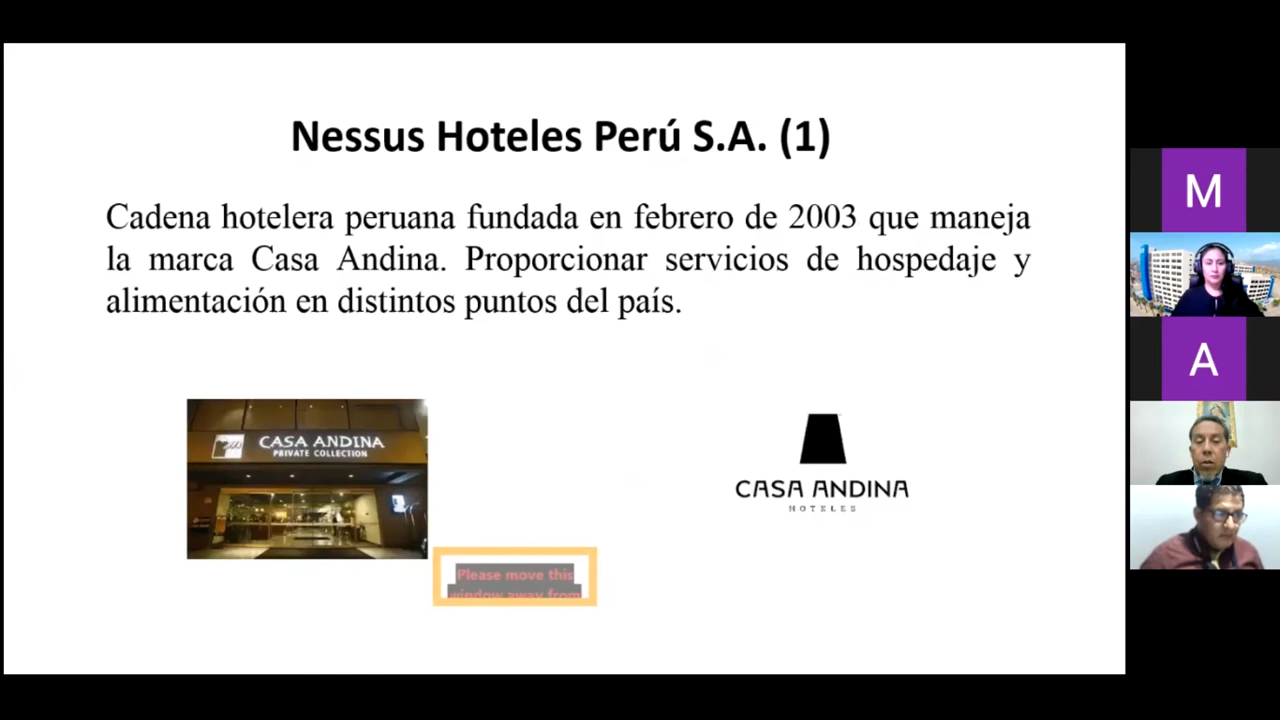 Nessus Hoteles Perú S.A. (1)
Cadena hotelera peruana fundada en febrero de 2003 que maneja
la marca Casa Andina. Proporcionar servicios de hospedaje y
alimentación en distintos puntos del país.
CASA ANDINA
PRIVATE COLLECTION
CASA ANDINA
HOTELES
Please move this
window away from
M
A